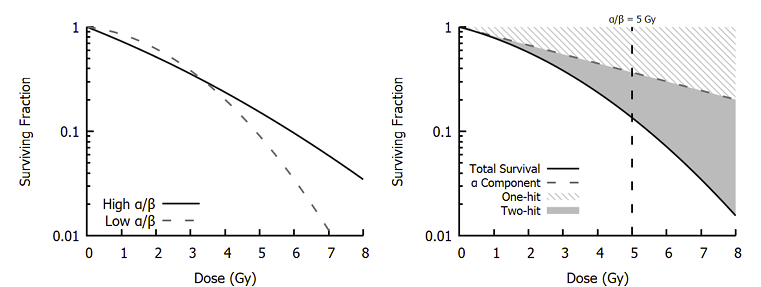 1
0.1
0.01
Surviving Fraction
High α/β
Low α/β
0 1 2 3 4 5 6 7 8
Dose (Gy)
α/β = 5 Gy
1
0.1
0.01
Surviving Fraction
Total Survival
α Component
One-hit
Two-hit
0 1 2 3 4 5 6 7 8
Dose (Gy)